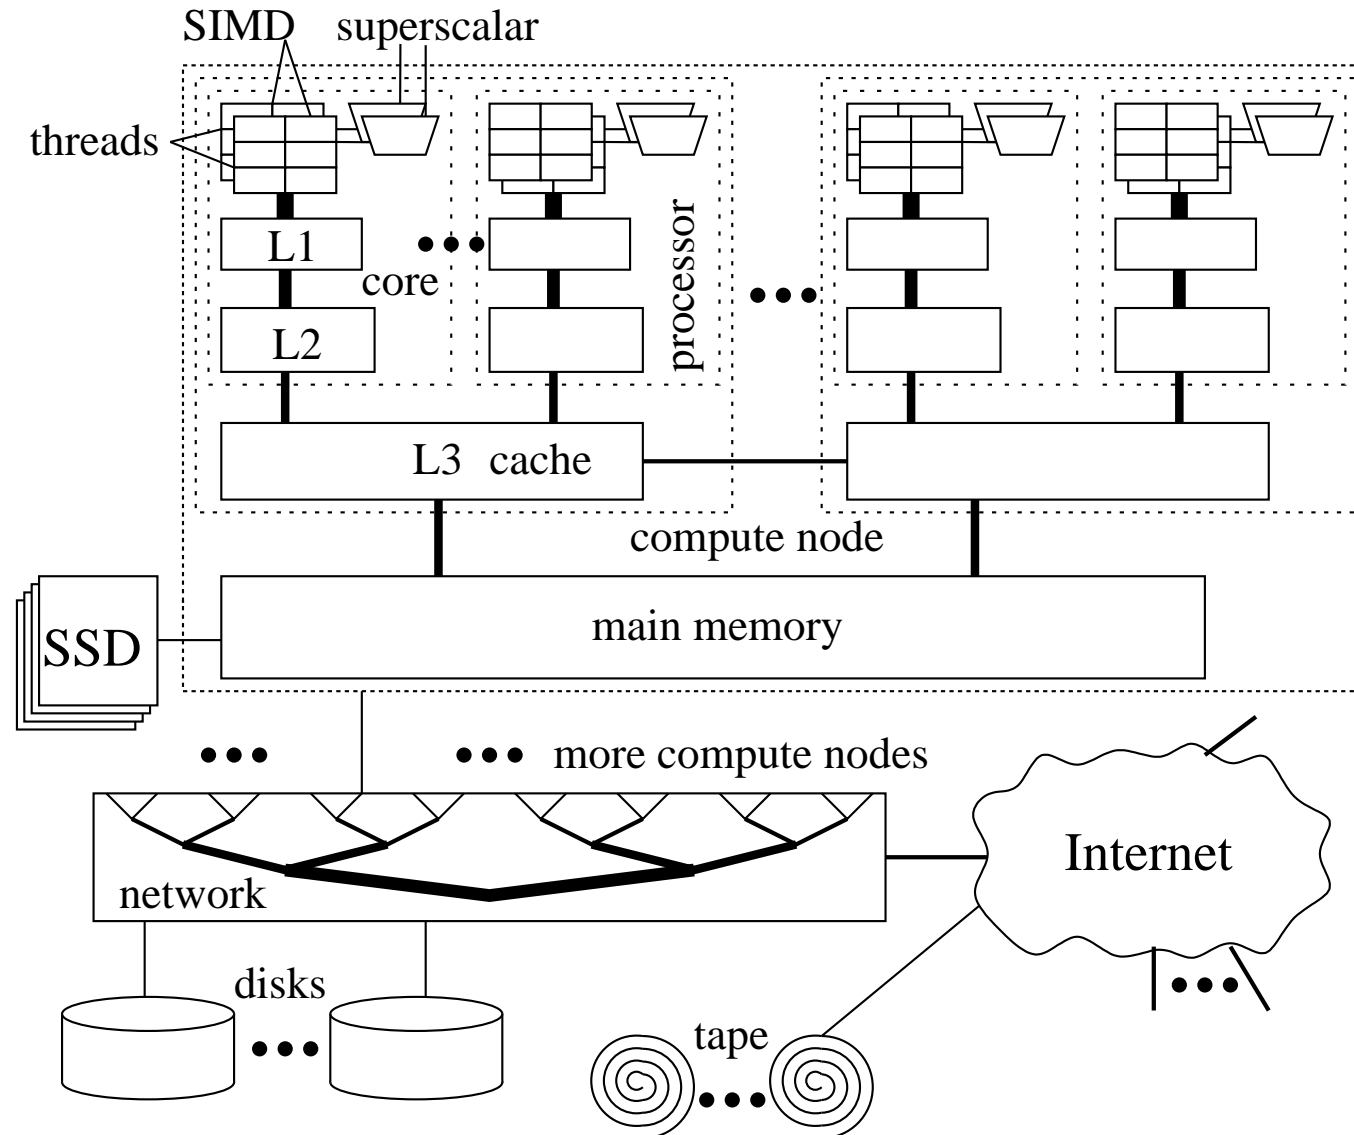 SIMD superscalar
threads
L1
core
L2
processor
L3 cache
compute node
main memory
SSD
more compute nodes
Internet
network
disks
tape